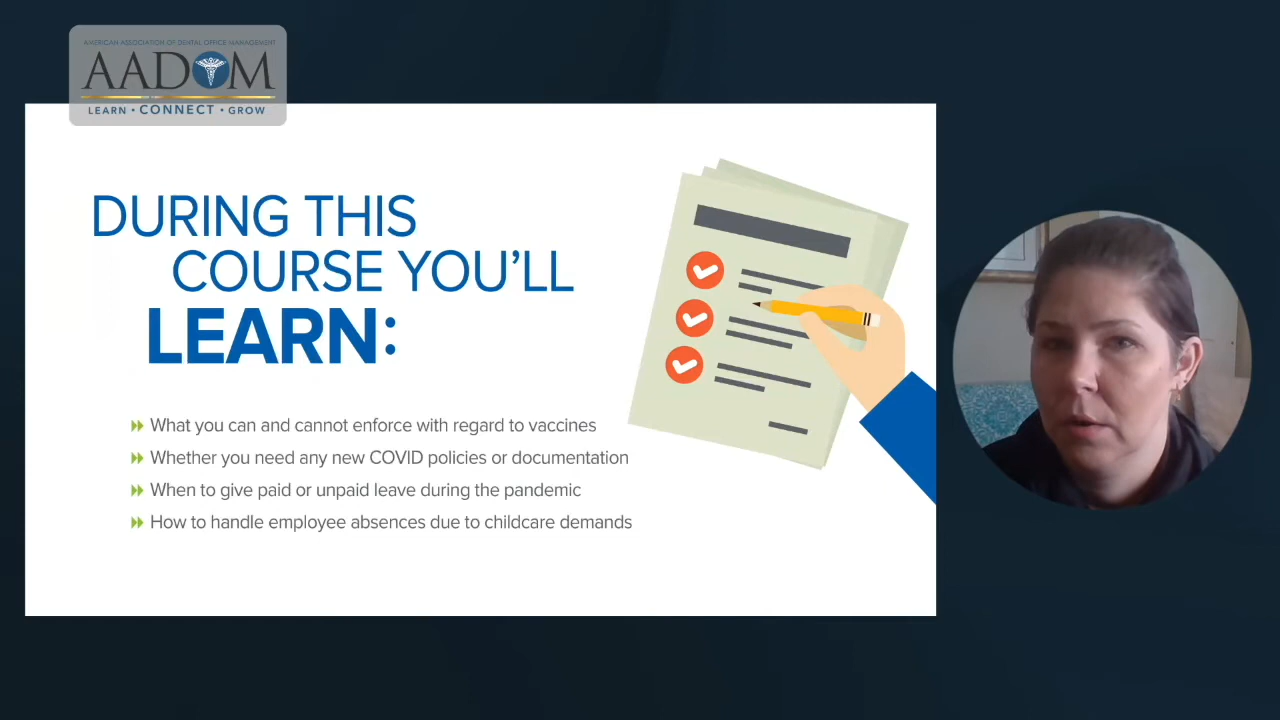 AMERICAN ASSOCIATION OF DENTAL OFFICE MANAGEMENT
AADOM
LEARN • CONNECT • GROW
DURING THIS
COURSE YOU'LL
LEARN:
What you can and cannot enforce with regard to vaccines
Whether you need any new COVID policies or documentation
When to give paid or unpaid leave during the pandemic
How to handle employee absences due to childcare demands